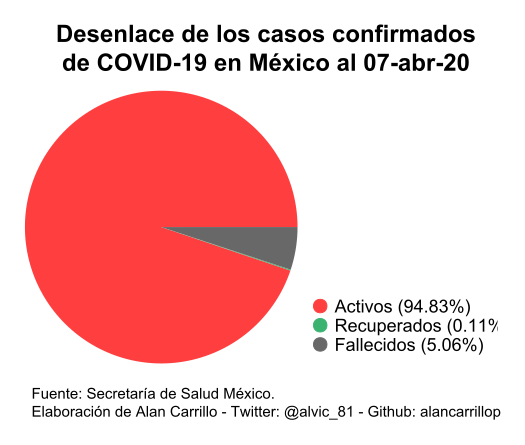 Desenlace de los casos confirmados
de COVID-19 en México al 07-abr-20
Activos (94.83%)
Recuperados (0.11%
Fallecidos (5.06%)
Fuente: Secretaría de Salud México.
Elaboración de Alan Carrillo - Twitter: @alvic_81 - Github: alancarrillop